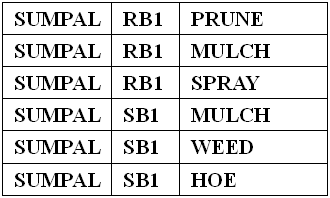 SUMPAL RB1 PRUNE
SUMPAL RB1 MULCH
SUMPAL RB1 SPRAY
SUMPAL SB1 MULCH
SUMPAL SB1 WEED
SUMPAL SB1 HOE